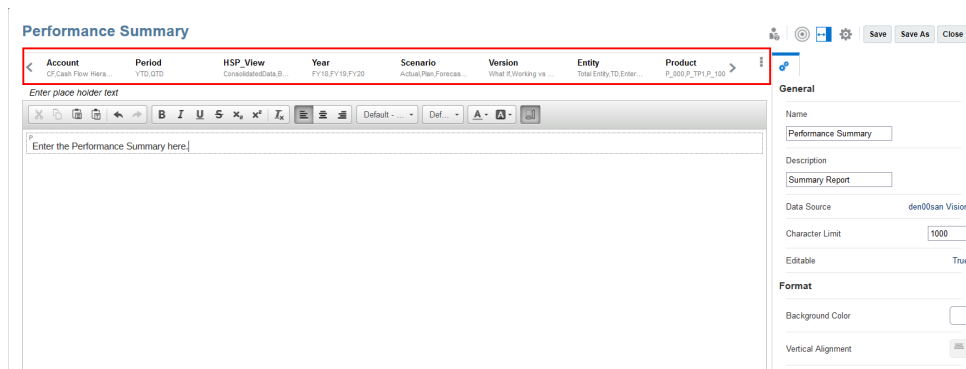 Performance Summary
Save
Save As
Close
Account
Period
HSP_View
Year
Scenario
Version
Entity
Product
CF,Cash Flow Hiera...
YTD,QTD
ConsolidatedData,B...
FY18,FY19,FY20
Actual,Plan,Forecas...
What If,Working vs ...
Total Entity,TD,Enter...
P_000,P_TP1,P_100
Enter place holder text
B I U S x₂ x² Tx
Default - ...
Def...
A
A
P
Enter the Performance Summary here.
General
Name
Performance Summary
Description
Summary Report
Data Source
den00san Vision
Character Limit
1000
Editable
True
Format
Background Color
Vertical Alignment